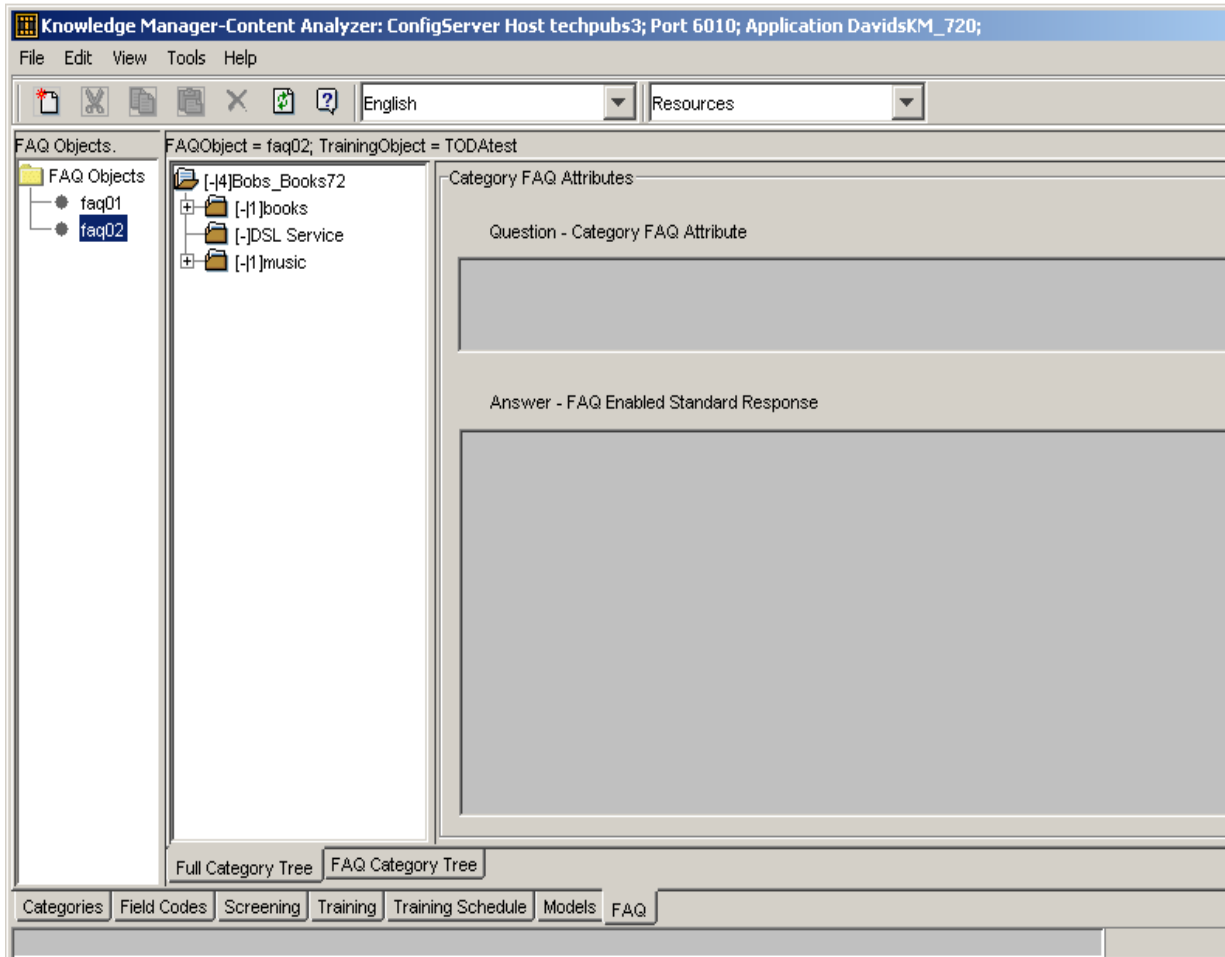 Knowledge Manager-Content Analyzer: ConfigServer Host techpubs3; Port 6010; Application DavidsKM_720;
File Edit View Tools Help
English Resources
FAQ Objects. FAQObject = faq02; TrainingObject = TODAtest
FAQ Objects
faq01
faq02
[-|4]Bobs_Books72
[-|1]books
[-]DSL Service
[-|1]music
Category FAQ Attributes
Question - Category FAQ Attribute
Answer - FAQ Enabled Standard Response
Full Category Tree FAQ Category Tree
Categories Field Codes Screening Training Training Schedule Models FAQ